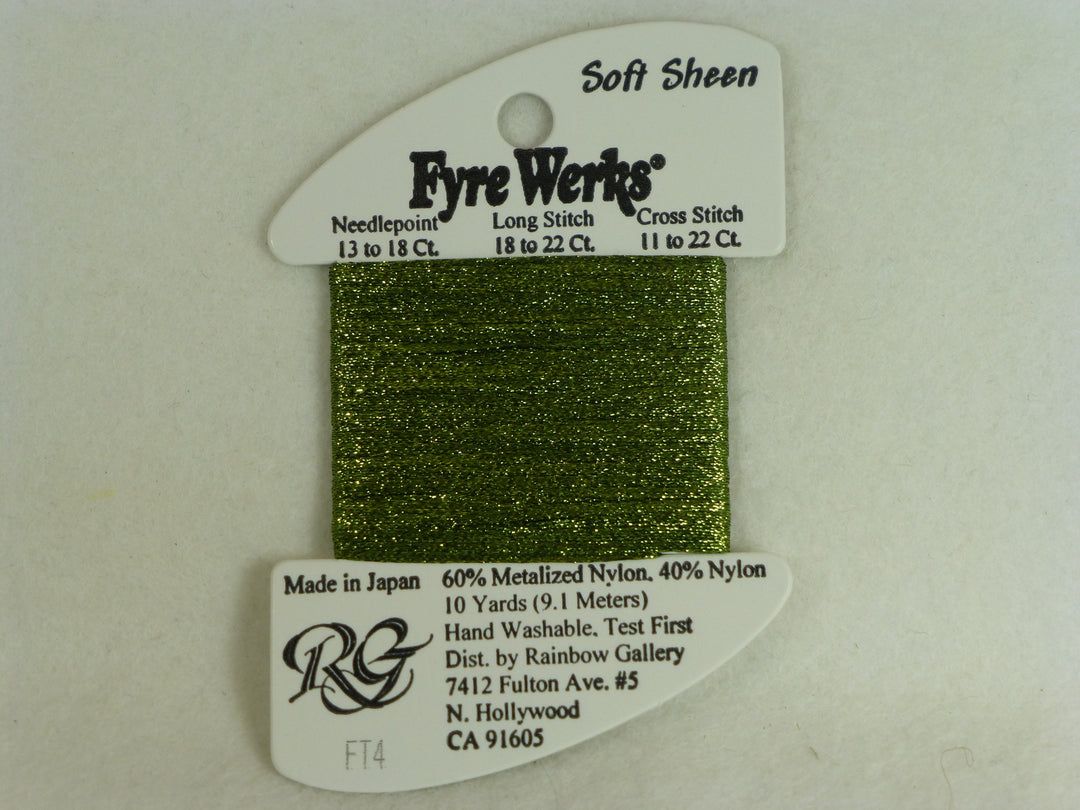 Soft Sheen
Fyre Werks®
Needlepoint Long Stitch Cross Stitch
13 to 18 Ct. 18 to 22 Ct. 11 to 22 Ct.
Made in Japan 60% Metalized Nylon, 40% Nylon
10 Yards (9.1 Meters)
Hand Washable, Test First
Dist. by Rainbow Gallery
7412 Fulton Ave. #5
N. Hollywood
CA 91605
RG
FT4